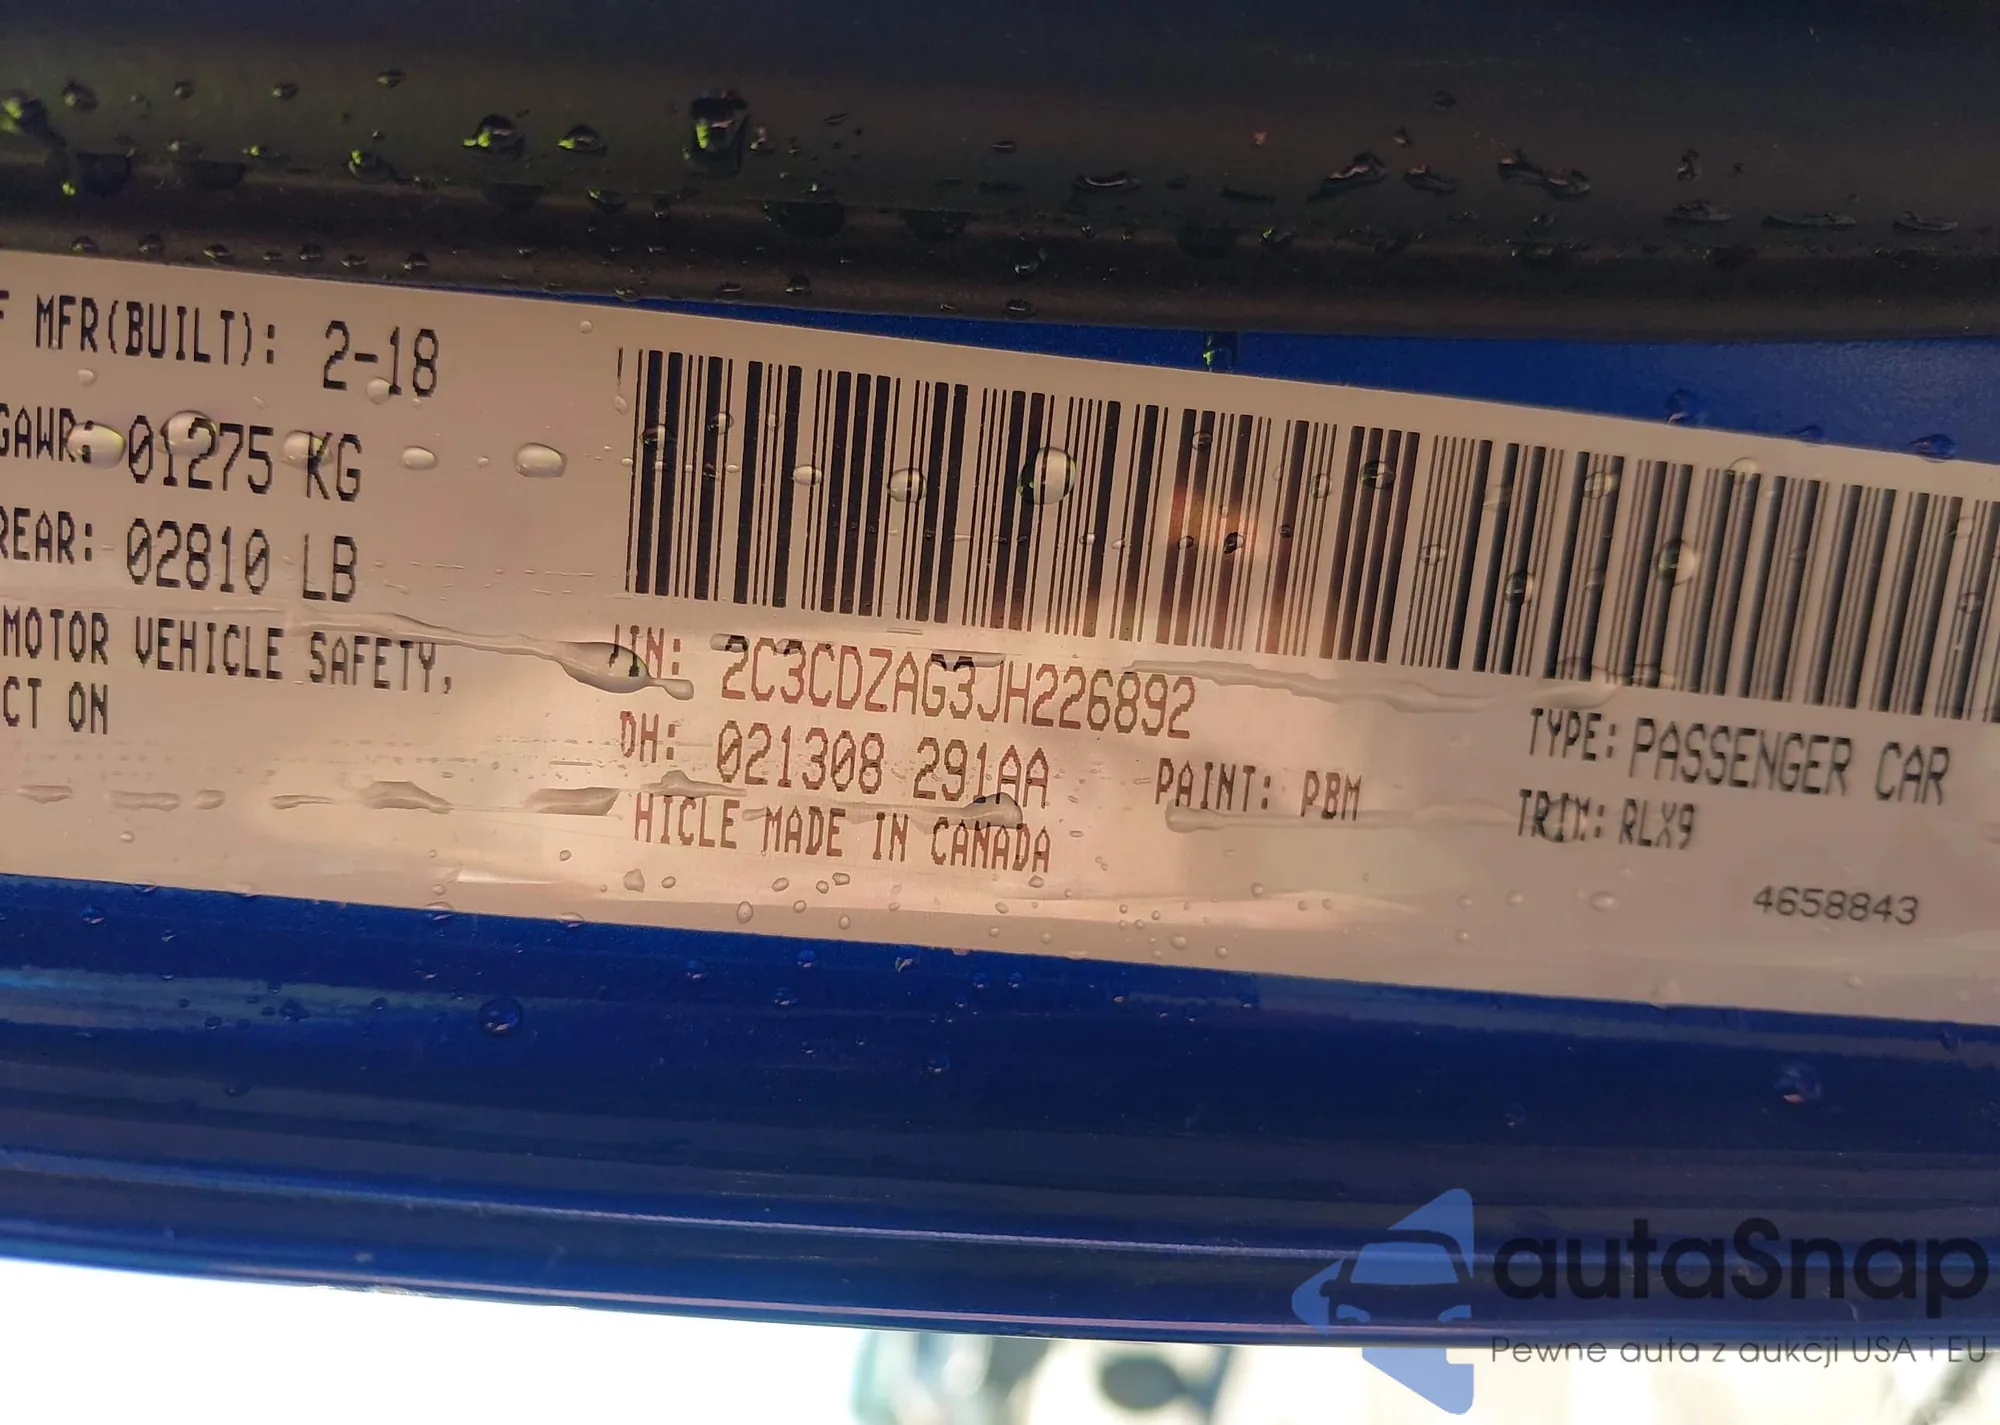 F MFR(BUILT): 2-18
GAWR: 01275 KG
REAR: 02810 LB
MOTOR VEHICLE SAFETY,
CT ON
IN: 2C3CDZAG3JH226892
DH: 021308 291AA
HICLE MADE IN CANADA
PAINT: PBM
TYPE: PASSENGER CAR
TRIM: RLX9
4658843
autaSnap
Pewne auta z aukcji USA i EU